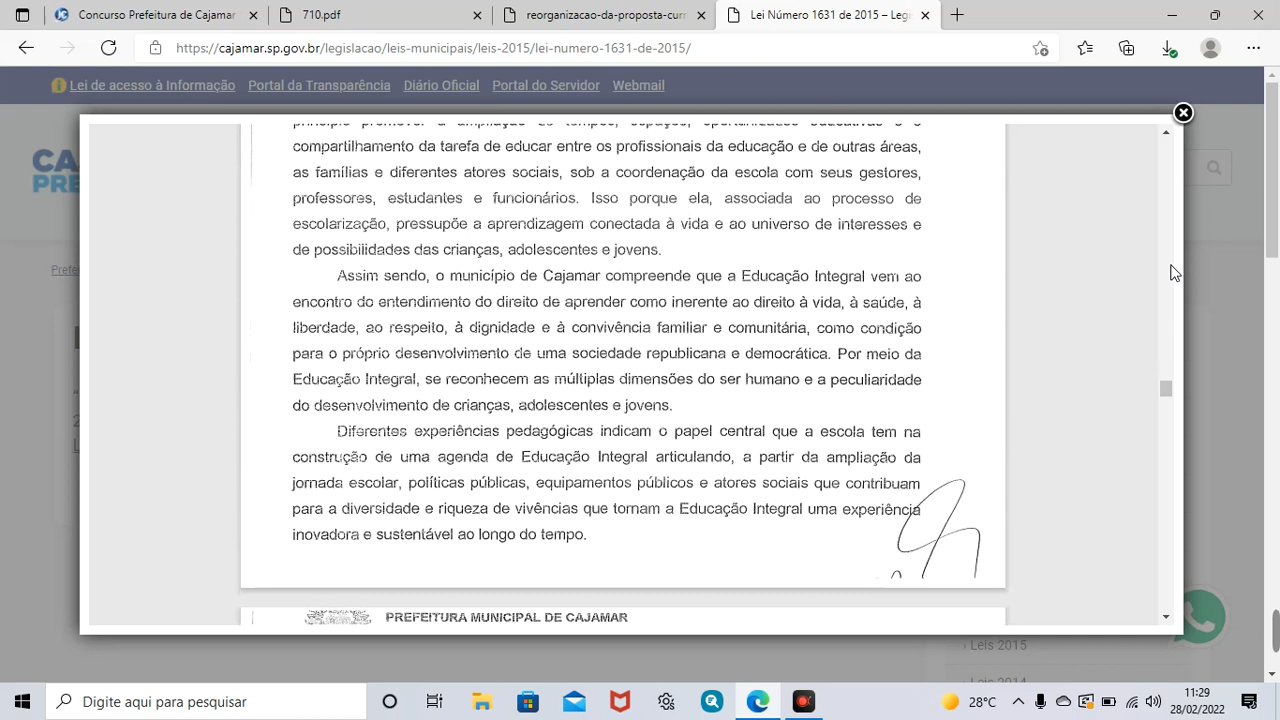 Concurso Prefeitura de Cajamar
710.pdf
reorganização-proposta-curr
Lei Número 1631 de 2015 – Legis
https://cajamar.sp.gov.br/legislacao/leis-municipais/leis-2015/lei-numero-1631-de-2015/
Lei de acesso à Informação Portal da Transparência Diário Oficial Portal do Servidor Webmail
CA
PRE
Prefe
compartilhamento da tarefa de educar entre os profissionais da educação e de outras áreas,
as famílias e diferentes atores sociais, sob a coordenação da escola com seus gestores,
professores, estudantes e funcionários. Isso porque ela, associada ao processo de
escolarização, pressupõe a aprendizagem conectada à vida e ao universo de interesses e
de possibilidades das crianças, adolescentes e jovens.
Assim sendo, o município de Cajamar compreende que a Educação Integral vem ao
encontro do entendimento do direito de aprender como inerente ao direito à vida, à saúde, à
liberdade, ao respeito, à dignidade e à convivência familiar e comunitária, como condição
para o próprio desenvolvimento de uma sociedade republicana e democrática. Por meio da
Educação Integral, se reconhecem as múltiplas dimensões do ser humano e a peculiaridade
do desenvolvimento de crianças, adolescentes e jovens.
Diferentes experiências pedagógicas indicam o papel central que a escola tem na
construção de uma agenda de Educação Integral articulando, a partir da ampliação da
jornada escolar, políticas públicas, equipamentos públicos e atores sociais que contribuam
para a diversidade e riqueza de vivências que tornam a Educação Integral uma experiência
inovadora e sustentável ao longo do tempo.
PREFEITURA MUNICIPAL DE CAJAMAR
› Leis 2015
› Leis 2014
Digite aqui para pesquisar
28°C
11:29
28/02/2022